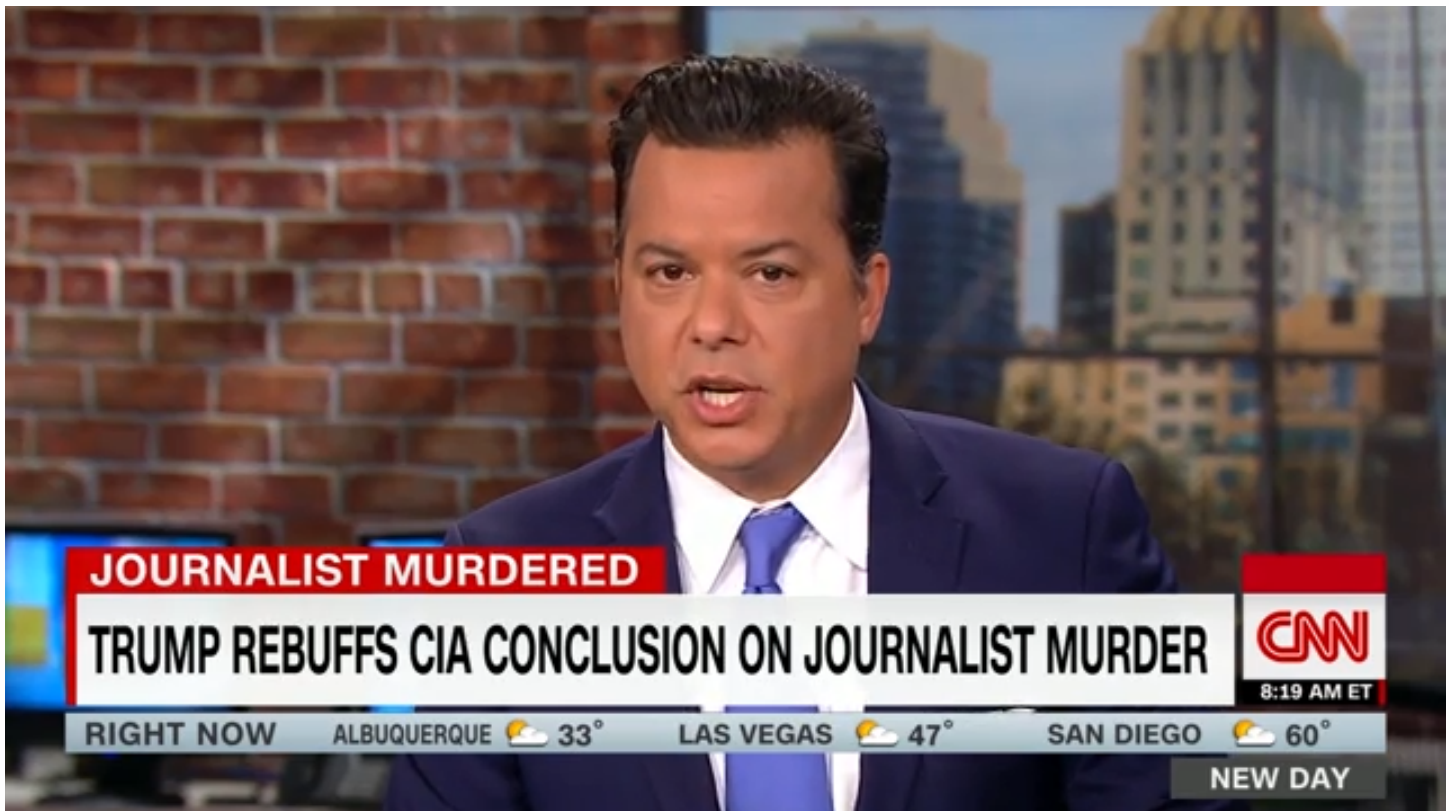 JOURNALIST MURDERED
TRUMP REBUFFS CIA CONCLUSION ON JOURNALIST MURDER
CNN
8:19 AM ET
RIGHT NOW ALBUQUERQUE 33° LAS VEGAS 47° SAN DIEGO 60°
NEW DAY